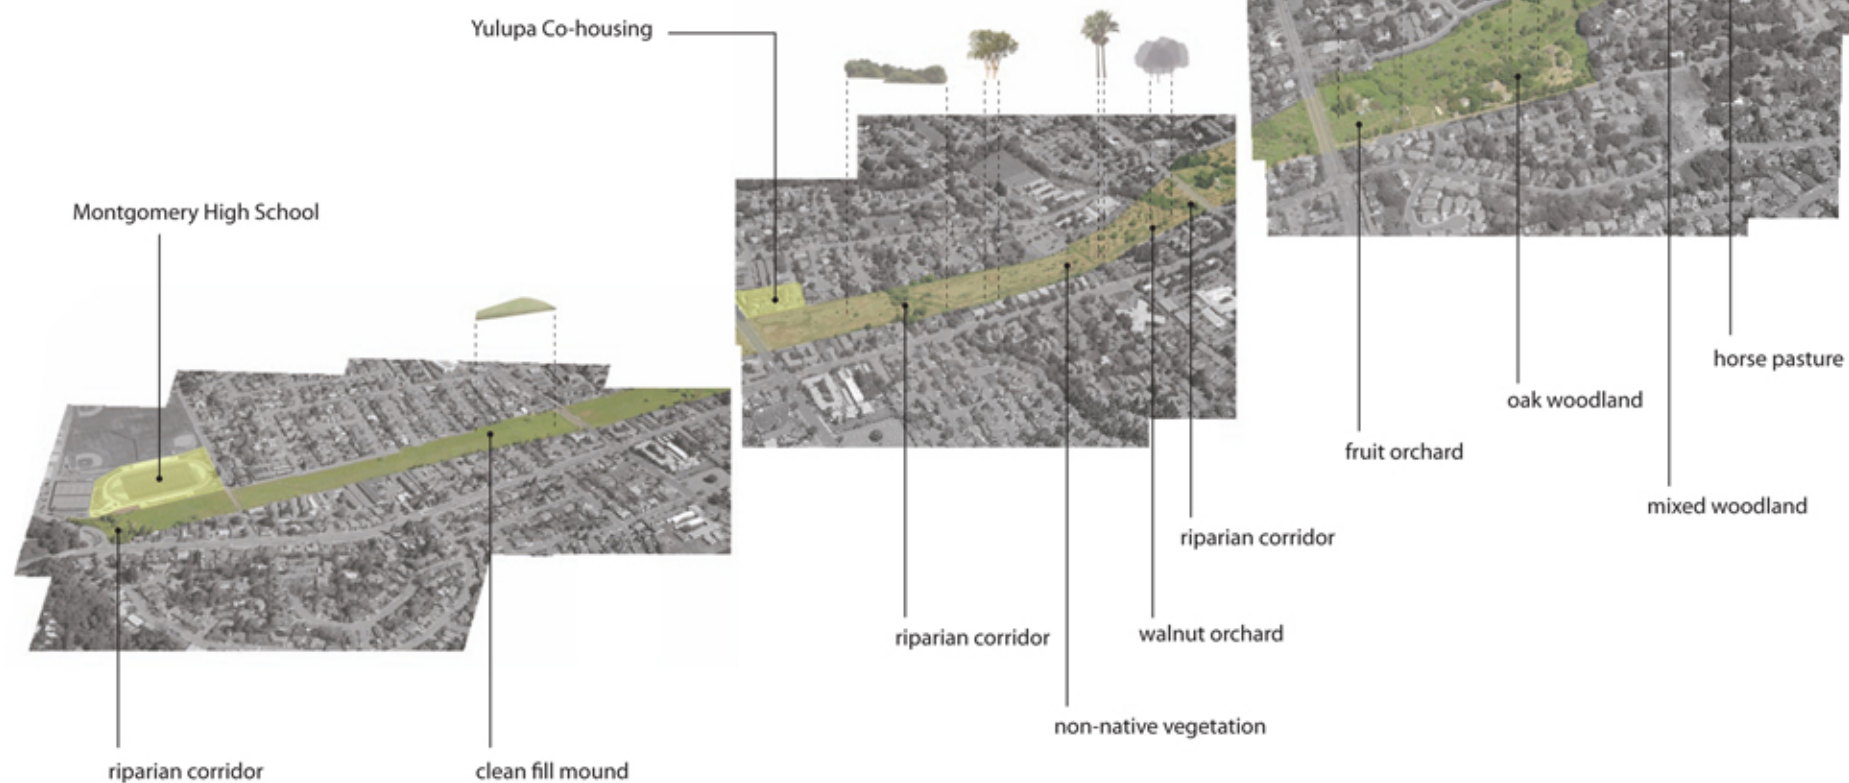 Yulupa Co-housing
Montgomery High School
horse pasture
oak woodland
fruit orchard
mixed woodland
riparian corridor
riparian corridor
walnut orchard
non-native vegetation
riparian corridor
clean fill mound